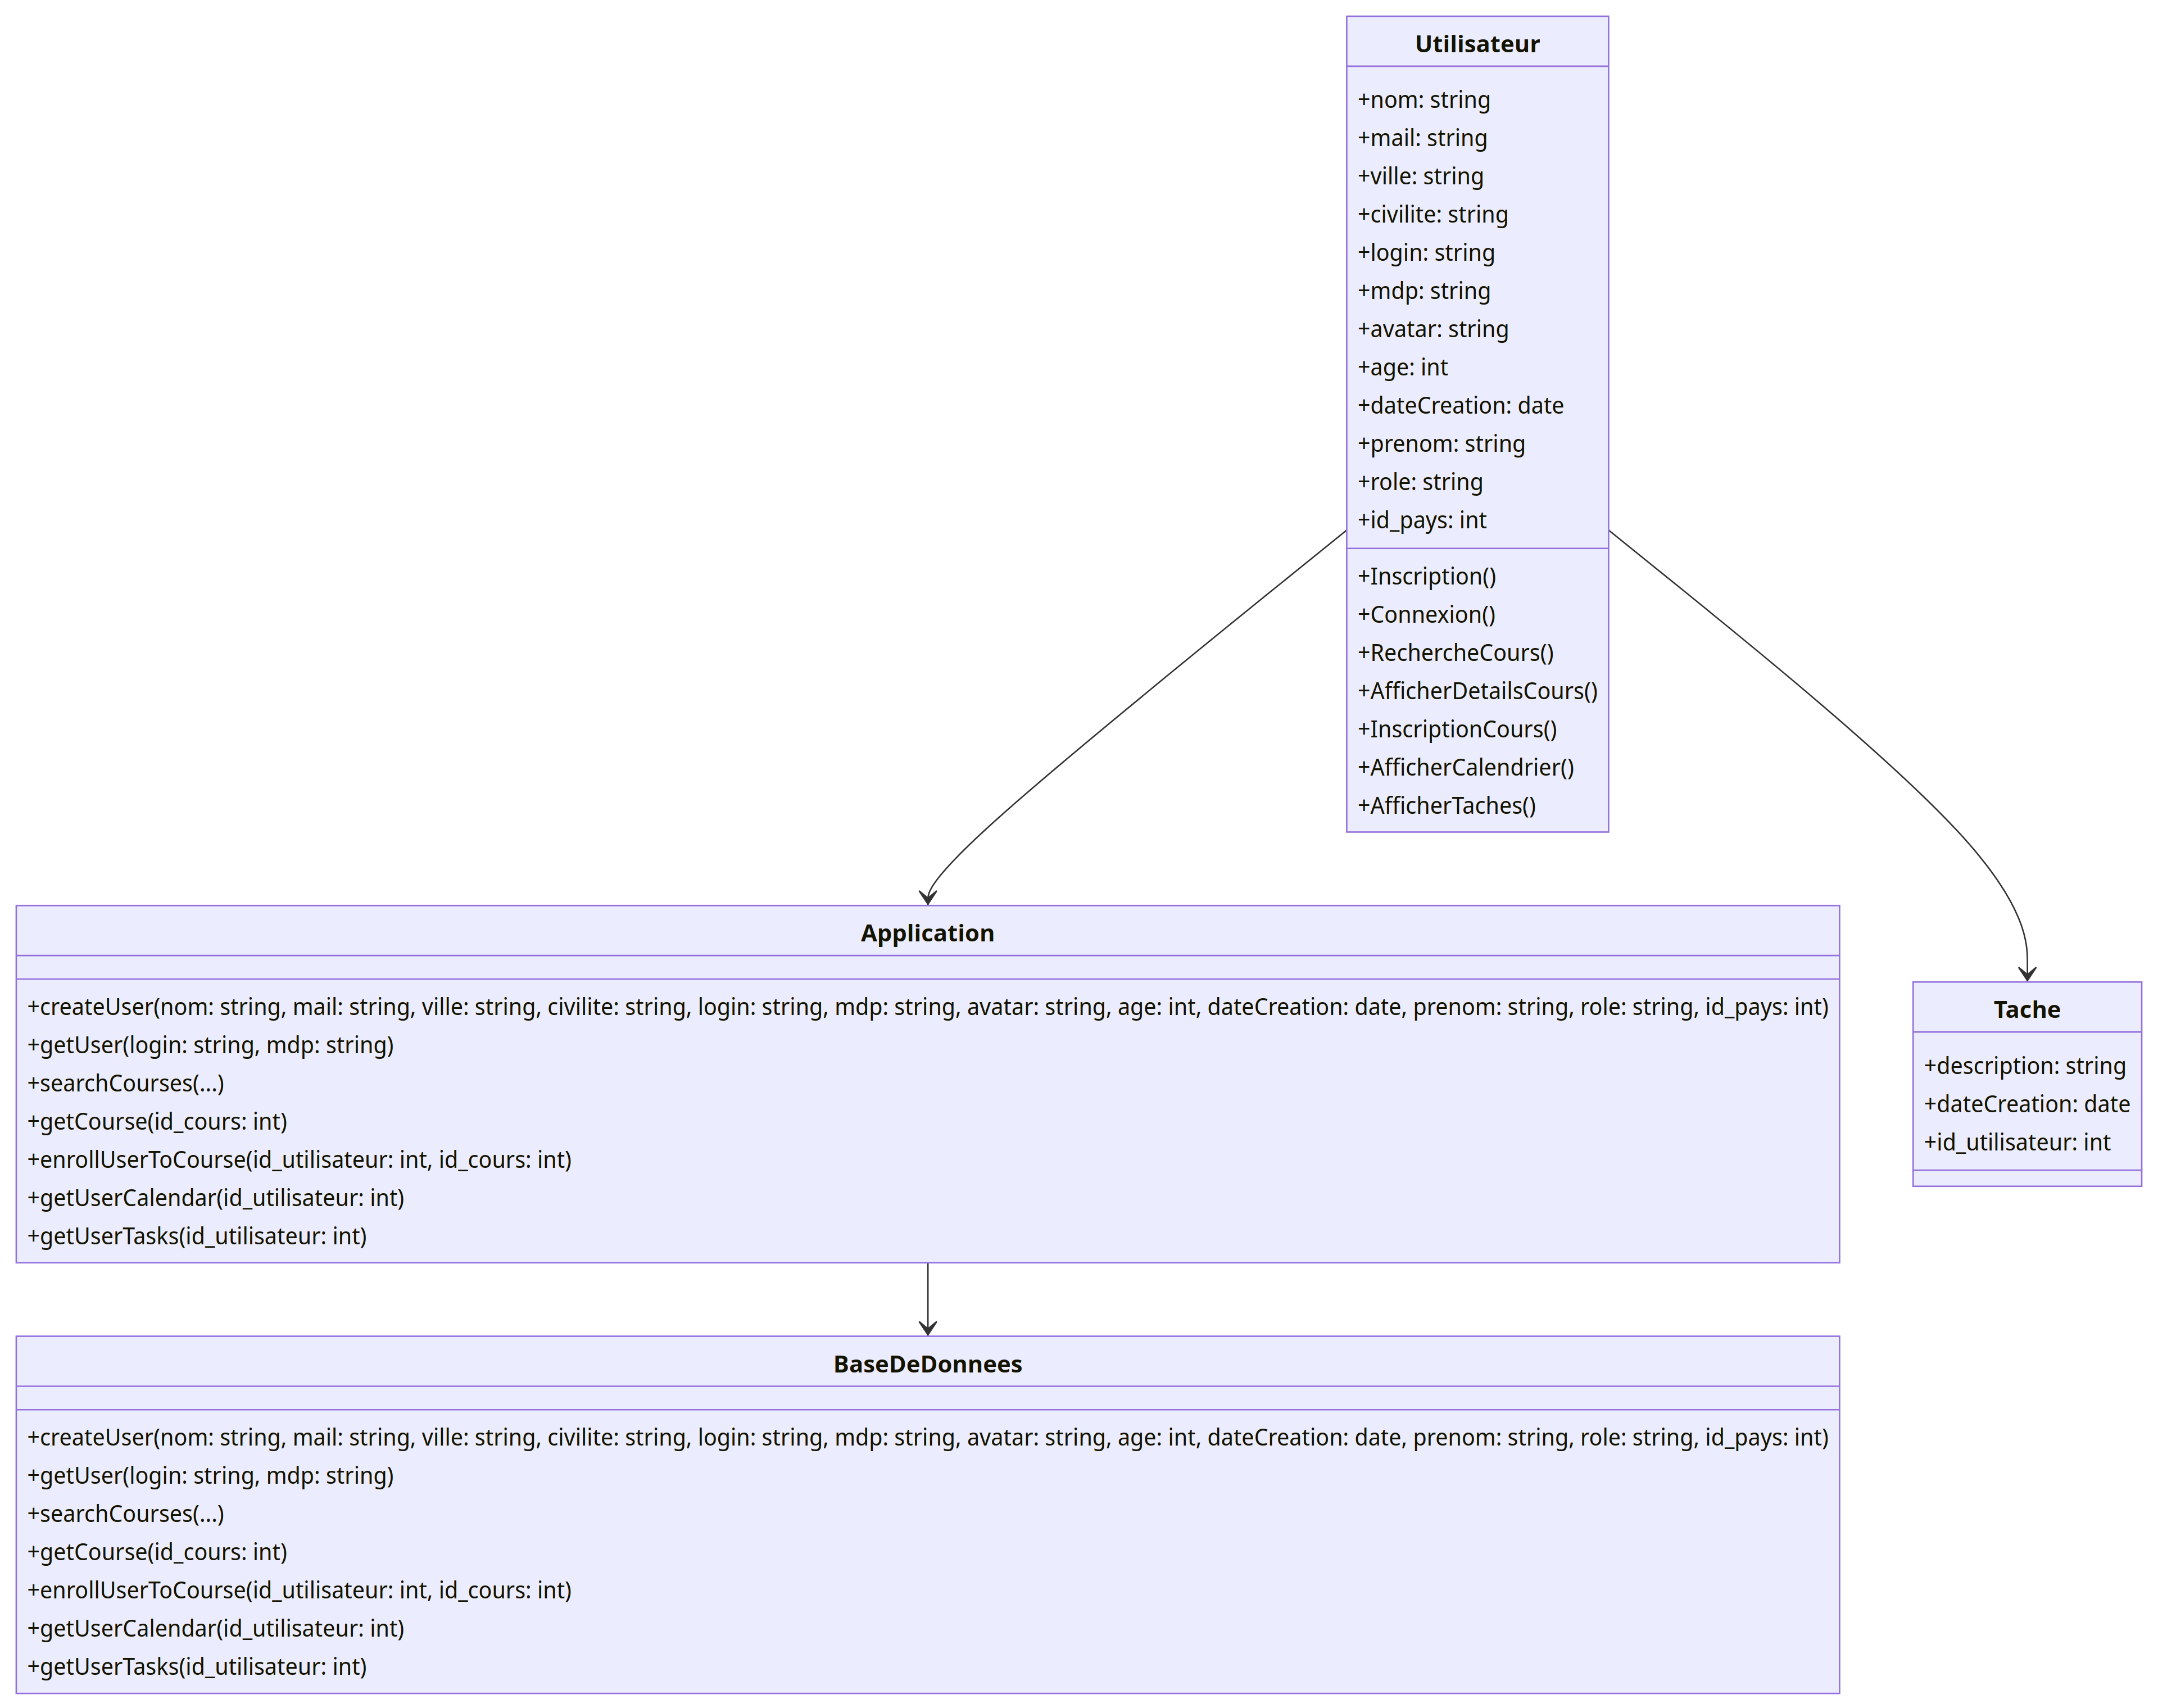 Utilisateur
+nom: string
+mail: string
+ville: string
+civilite: string
+login: string
+mdp: string
+avatar: string
+age: int
+dateCreation: date
+prenom: string
+role: string
+id_pays: int
+Inscription()
+Connexion()
+RechercheCours()
+AfficherDetailsCours()
+InscriptionCours()
+AfficherCalendrier()
+AfficherTaches()
Application
+createUser(nom: string, mail: string, ville: string, civilite: string, login: string, mdp: string, avatar: string, age: int, dateCreation: date, prenom: string, role: string, id_pays: int)
+getUser(login: string, mdp: string)
+searchCourses(...)
+getCourse(id_cours: int)
+enrollUserToCourse(id_utilisateur: int, id_cours: int)
+getUserCalendar(id_utilisateur: int)
+getUserTasks(id_utilisateur: int)
Tache
+description: string
+dateCreation: date
+id_utilisateur: int
BaseDeDonnees
+createUser(nom: string, mail: string, ville: string, civilite: string, login: string, mdp: string, avatar: string, age: int, dateCreation: date, prenom: string, role: string, id_pays: int)
+getUser(login: string, mdp: string)
+searchCourses(...)
+getCourse(id_cours: int)
+enrollUserToCourse(id_utilisateur: int, id_cours: int)
+getUserCalendar(id_utilisateur: int)
+getUserTasks(id_utilisateur: int)